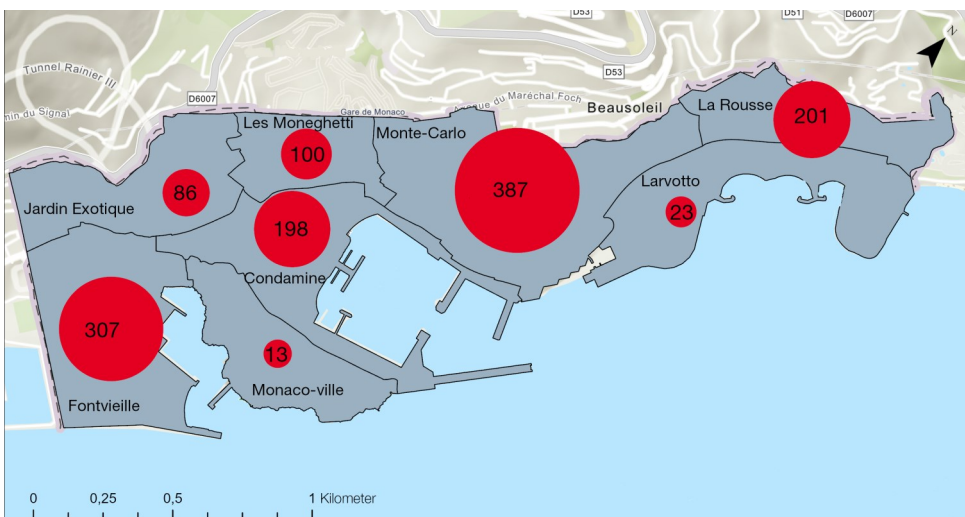 D53
D51
D6007
N
Tunnel Rainier III
D53
D6007
min du Signal
Gare de Monaco
Avenue du Maréchal Foch
Beausoleil
La Rousse
201
Les Moneghetti
Monte-Carlo
100
387
Larvotto
86
23
Jardin Exotique
198
Condamine
307
13
Monaco-ville
Fontvieille
0
0,25
0,5
1 Kilometer